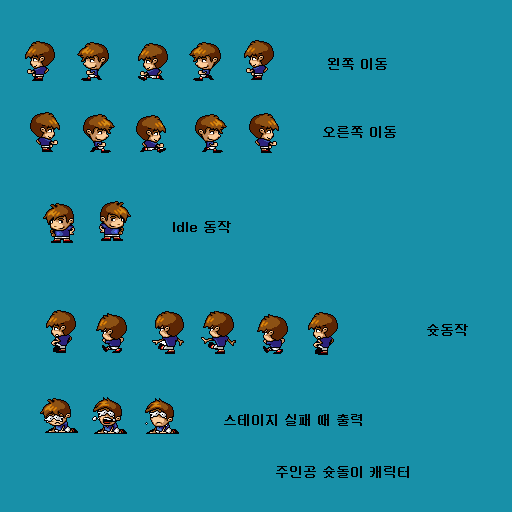 왼쪽 이동
오른쪽 이동
Idle 동작
슛동작
스테이지 실패 때 출력
주인공 슛돌이 캐릭터